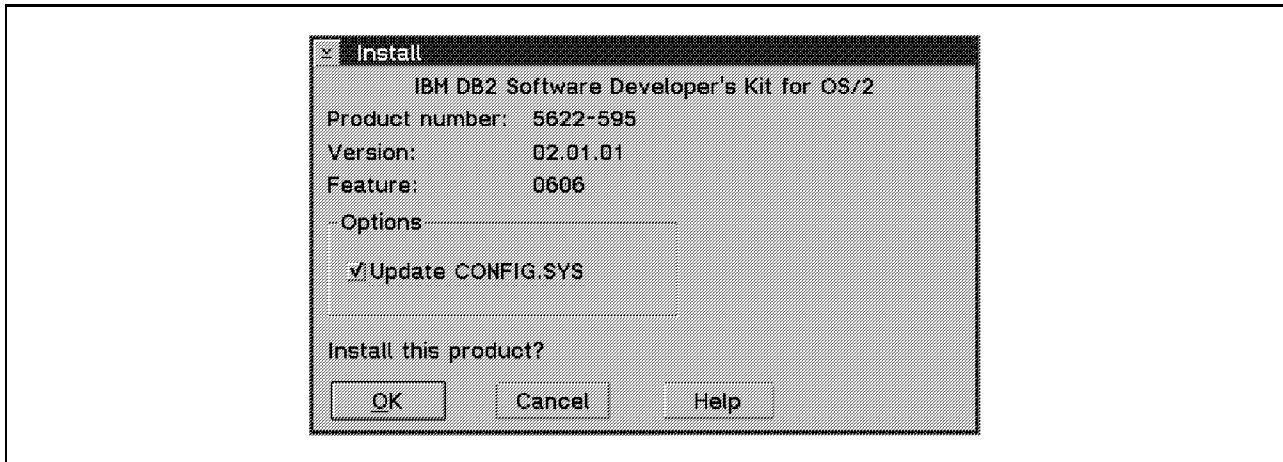 Install
IBM DB2 Software Developer's Kit for OS/2
Product number: 5622-595
Version: 02.01.01
Feature: 0606
Options
Update CONFIG.SYS
Install this product?
OK Cancel Help